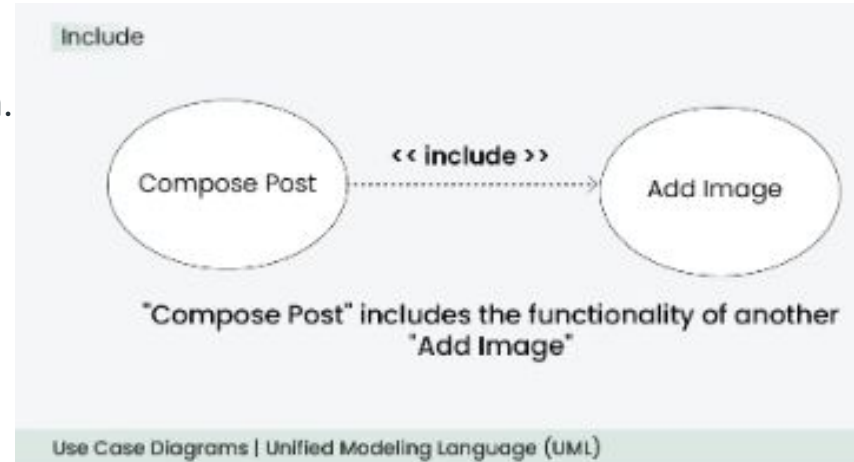 Include
<< include >>
Compose Post
Add Image
"Compose Post" includes the functionality of another
"Add Image"
Use Case Diagrams | Unified Modeling Language (UML)